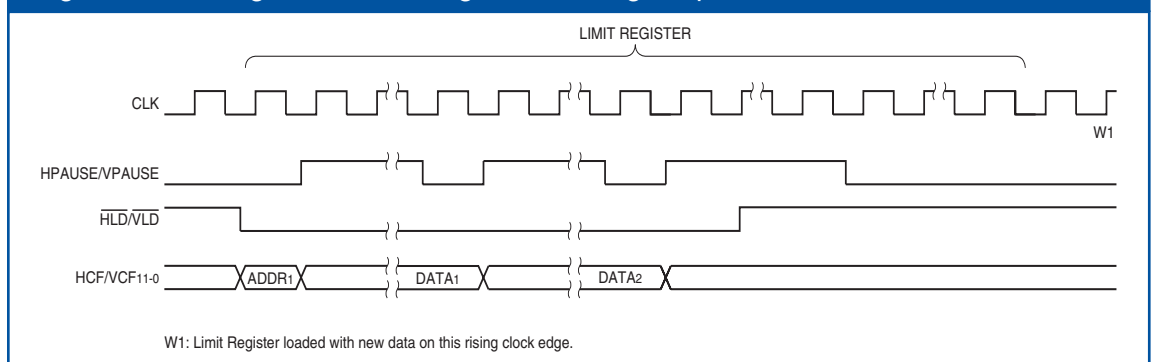 LIMIT REGISTER
CLK
W1
HPAUSE/VPAUSE
HLD/VLD
HCF/VCF11-0
ADDR1
DATA1
DATA2
W1: Limit Register loaded with new data on this rising clock edge.